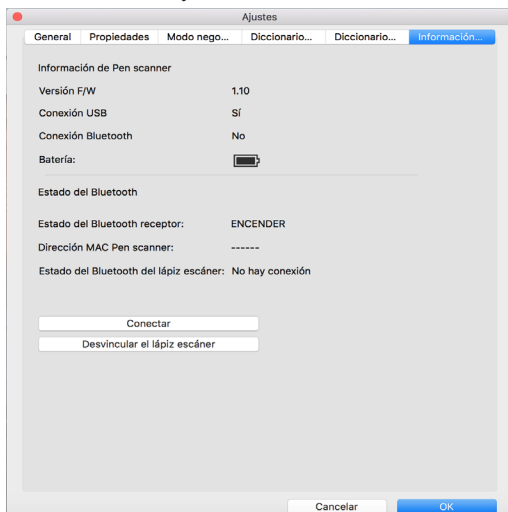 Ajustes
General Propiedades Modo nego... Diccionario... Diccionario... Información...
Información de Pen scanner
Versión F/W 1.10
Conexión USB Sí
Conexión Bluetooth No
Batería:
Estado del Bluetooth
Estado del Bluetooth receptor: ENCENDER
Dirección MAC Pen scanner: ------
Estado del Bluetooth del lápiz escáner: No hay conexión
Conectar
Desvincular el lápiz escáner
Cancelar OK